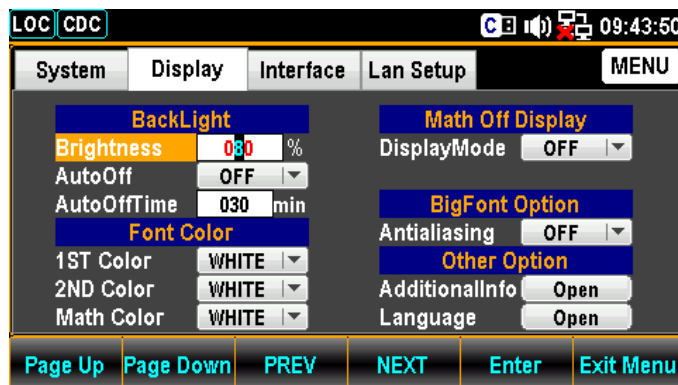 LOC CDC C 09:43:50
System Display Interface Lan Setup MENU
BackLight
Brightness 080 %
AutoOff OFF
AutoOffTime 030 min
Font Color
1ST Color WHITE
2ND Color WHITE
Math Color WHITE
Math Off Display
DisplayMode OFF
BigFont Option
Antialiasing OFF
Other Option
AdditionalInfo Open
Language Open
Page Up Page Down PREV NEXT Enter Exit Menu